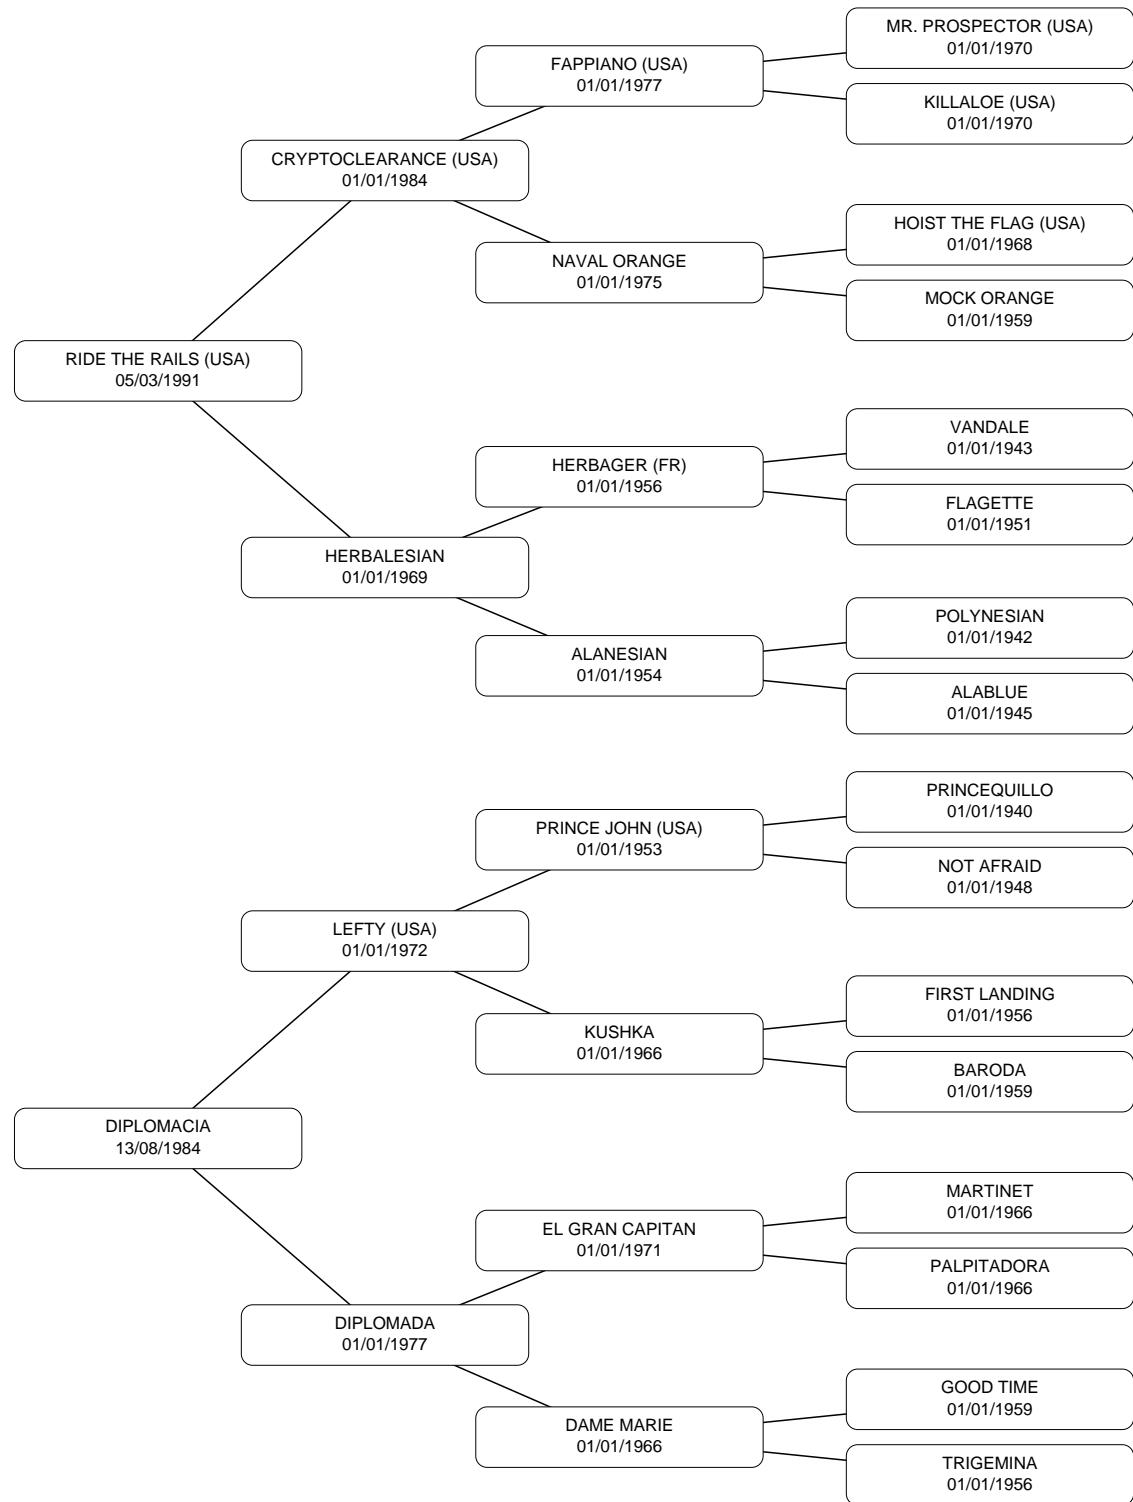 MR. PROSPECTOR (USA)
01/01/1970
FAPPIANO (USA)
01/01/1977
KILLALOE (USA)
01/01/1970
CRYPTOCLEARANCE (USA)
01/01/1984
HOIST THE FLAG (USA)
01/01/1968
NAVAL ORANGE
01/01/1975
MOCK ORANGE
01/01/1959
RIDE THE RAILS (USA)
05/03/1991
VANDALE
01/01/1943
HERBAGER (FR)
01/01/1956
FLAGETTE
01/01/1951
HERBALESIAN
01/01/1969
POLYNESIAN
01/01/1942
ALANESIAN
01/01/1954
ALABLUE
01/01/1945
PRINCEQUILLO
01/01/1940
PRINCE JOHN (USA)
01/01/1953
NOT AFRAID
01/01/1948
LEFTY (USA)
01/01/1972
FIRST LANDING
01/01/1956
KUSHKA
01/01/1966
BARODA
01/01/1959
DIPLOMACIA
13/08/1984
MARTINET
01/01/1966
EL GRAN CAPITAN
01/01/1971
PALPITADORA
01/01/1966
DIPLOMADA
01/01/1977
GOOD TIME
01/01/1959
DAME MARIE
01/01/1966
TRIGEMINA
01/01/1956